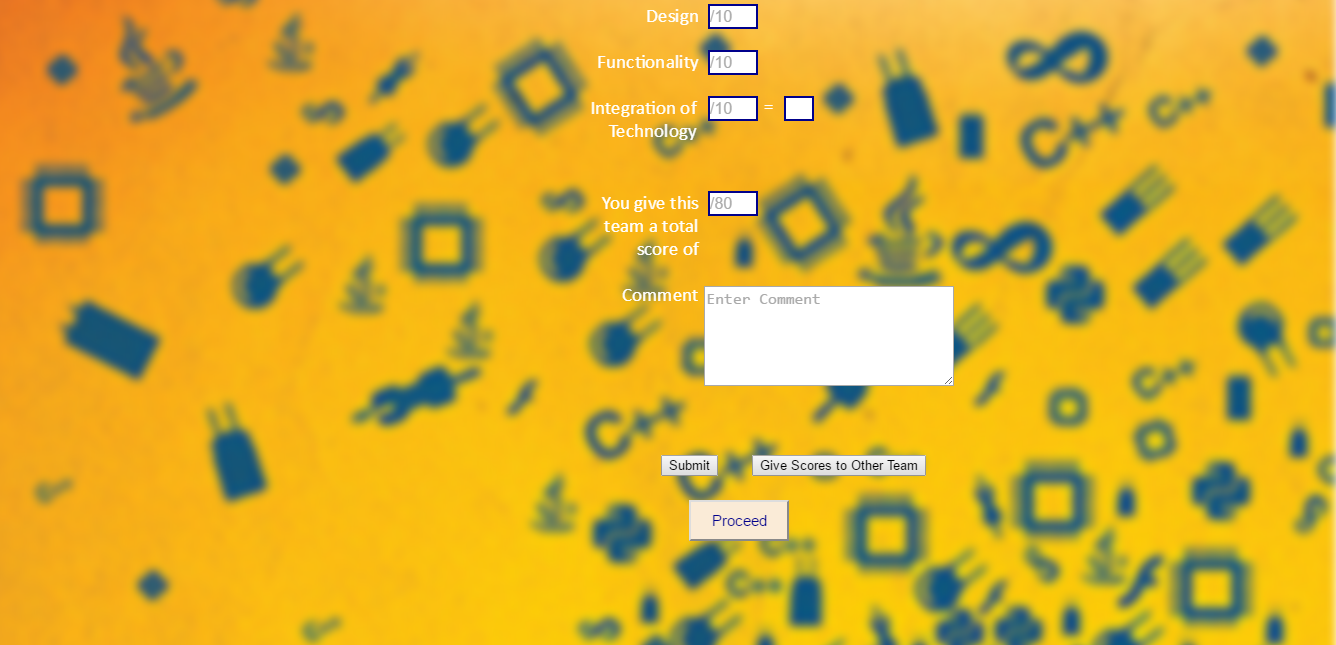 Design /10
Functionality /10
Integration of /10 =
Technology
You give this /80
team a total
score of
Comment Enter Comment
Submit Give Scores to Other Team
Proceed
C++
C++
C++
C++
C++
C++
C++
C++